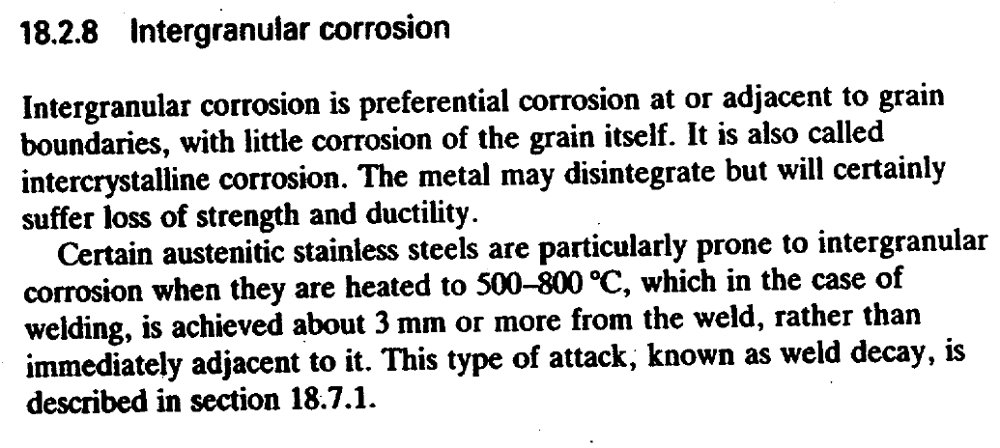 18.2.8 Intergranular corrosion
Intergranular corrosion is preferential corrosion at or adjacent to grain
boundaries, with little corrosion of the grain itself. It is also called
intercrystalline corrosion. The metal may disintegrate but will certainly
suffer loss of strength and ductility.
Certain austenitic stainless steels are particularly prone to intergranular
corrosion when they are heated to 500–800 °C, which in the case of
welding, is achieved about 3 mm or more from the weld, rather than
immediately adjacent to it. This type of attack, known as weld decay, is
described in section 18.7.1.